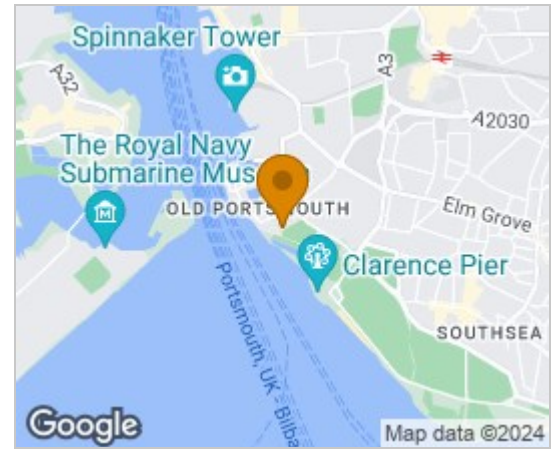 Spinnaker Tower
A32
A3
A2030
The Royal Navy
Submarine Mus
OLD PORTSMOUTH
Elm Grove
Clarence Pier
SOUTHSEA
Portsmouth, UK - Bilba
Google
Map data ©2024